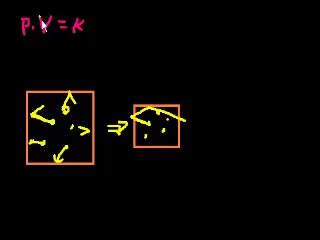 P. V = K